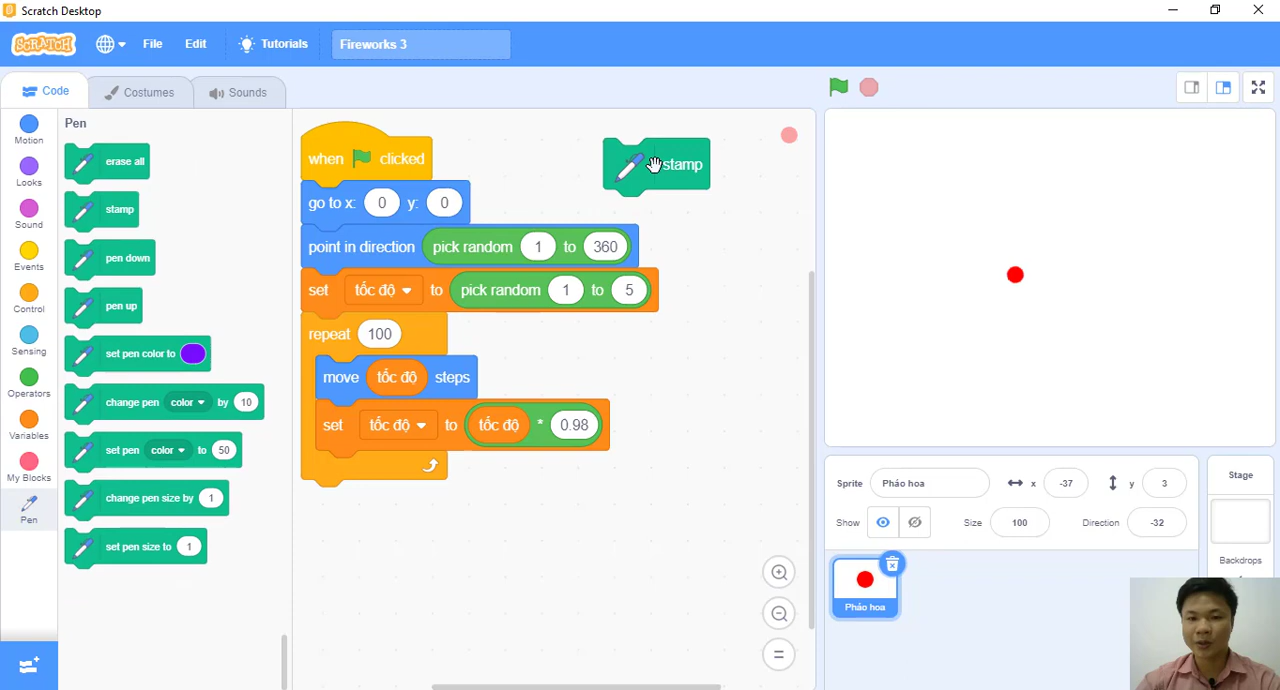 Scratch Desktop
SCRATCH File Edit Tutorials Fireworks 3
Code Costumes Sounds
Motion
Looks
Sound
Events
Control
Sensing
Operators
Variables
My Blocks
Pen
Pen
erase all
stamp
pen down
pen up
set pen color to
change pen color by 10
set pen color to 50
change pen size by 1
set pen size to 1
when clicked
go to x: 0 y: 0
point in direction pick random 1 to 360
set tốc độ to pick random 1 to 5
repeat 100
move tốc độ steps
set tốc độ to tốc độ * 0.98
stamp
Sprite Pháo hoa x -37 y 3
Show Size 100 Direction -32
Pháo hoa
Stage
Backdrops